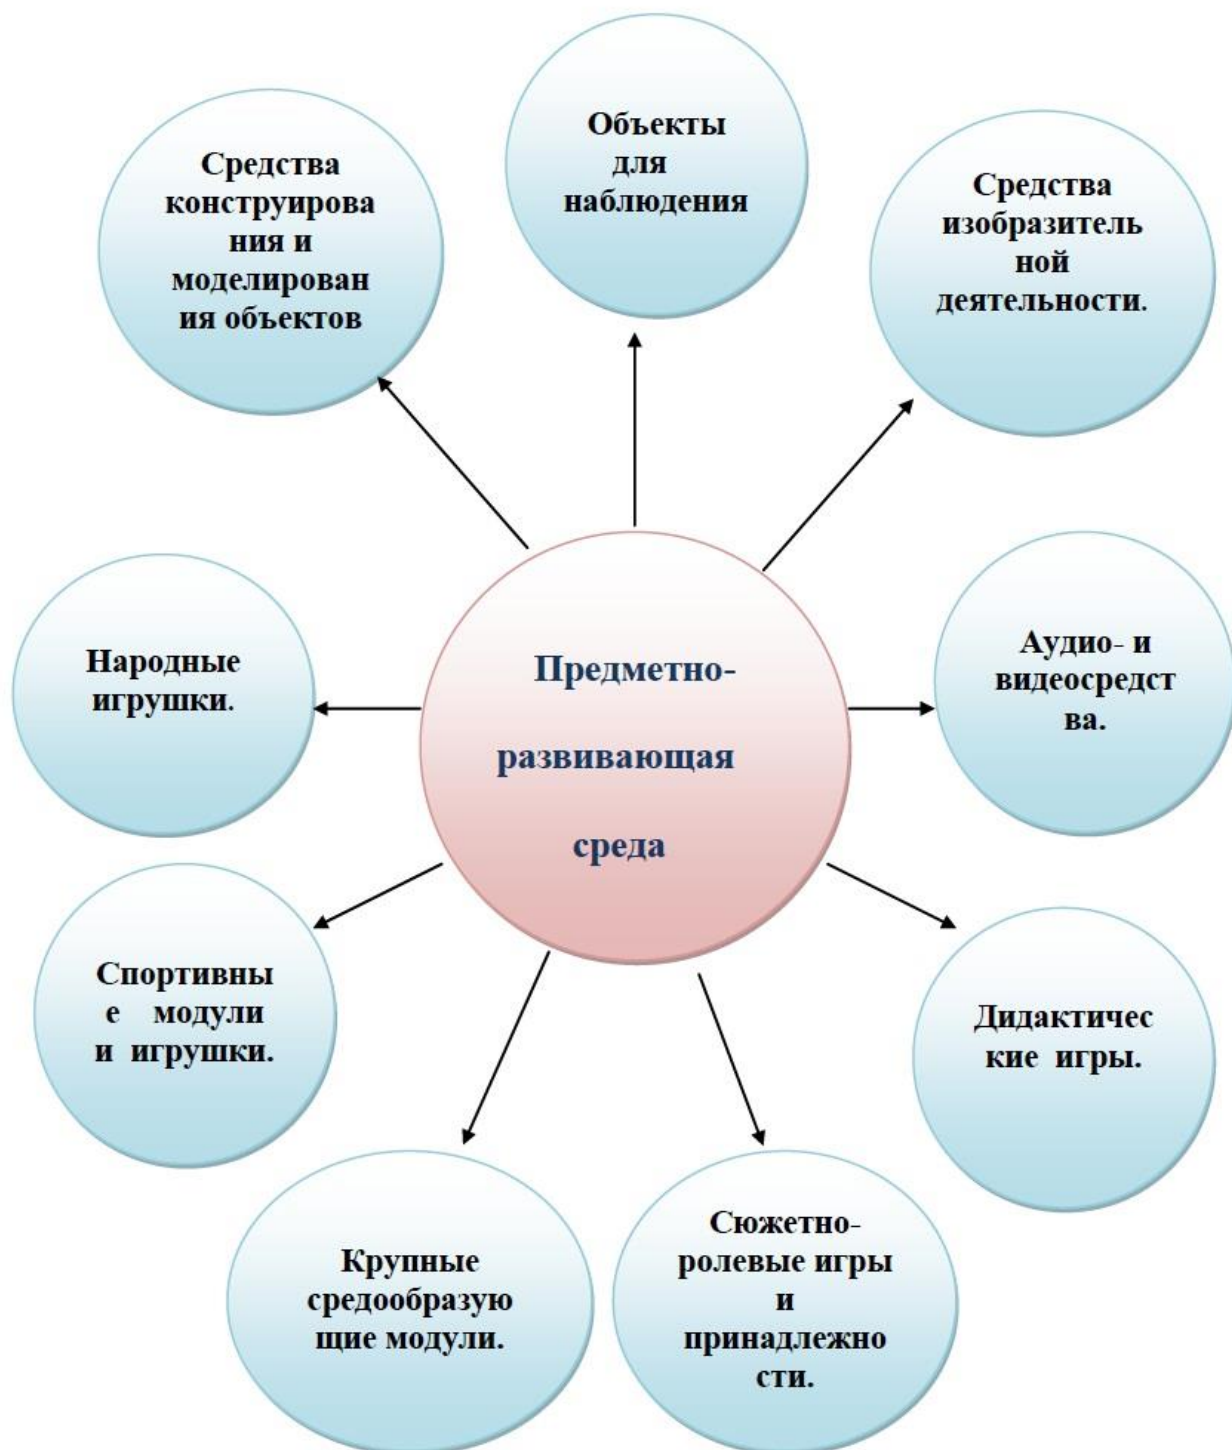 Объекты
для
наблюдения
Средства
конструирова
ния и
моделирован
ия объектов
Средства
изобразитель
ной
деятельности.
Народные
игрушки.
Предметно-
развивающая
среда
Аудио- и
видеосредст
ва.
Спортивны
е модули
и игрушки.
Дидактичес
кие игры.
Крупные
средообразую
щие модули.
Сюжетно-
ролевые игры
и
принадлежно
сти.